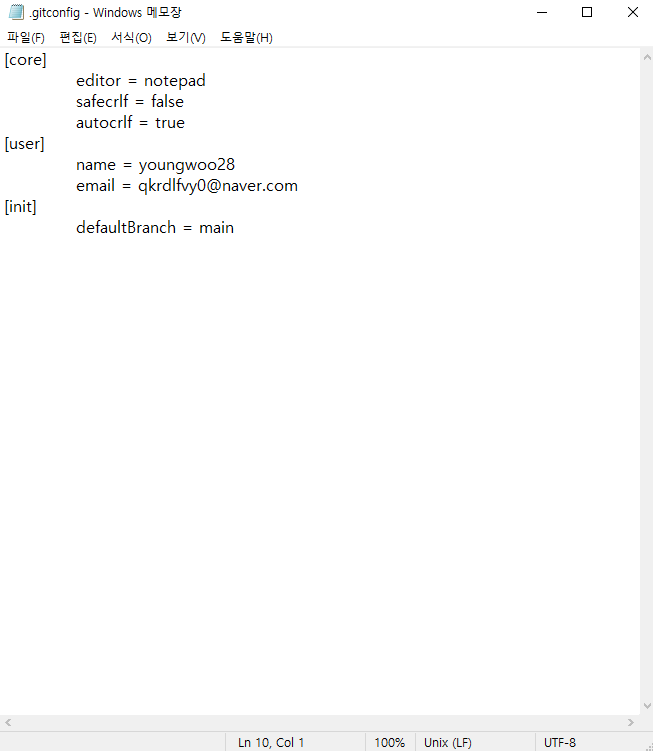 .gitconfig - Windows 메모장
파일(F) 편집(E) 서식(O) 보기(V) 도움말(H)
[core]
editor = notepad
safecrlf = false
autocrlf = true
[user]
name = youngwoo28
email = qkrdlfvy0@naver.com
[init]
defaultBranch = main
Ln 10, Col 1 100% Unix (LF) UTF-8